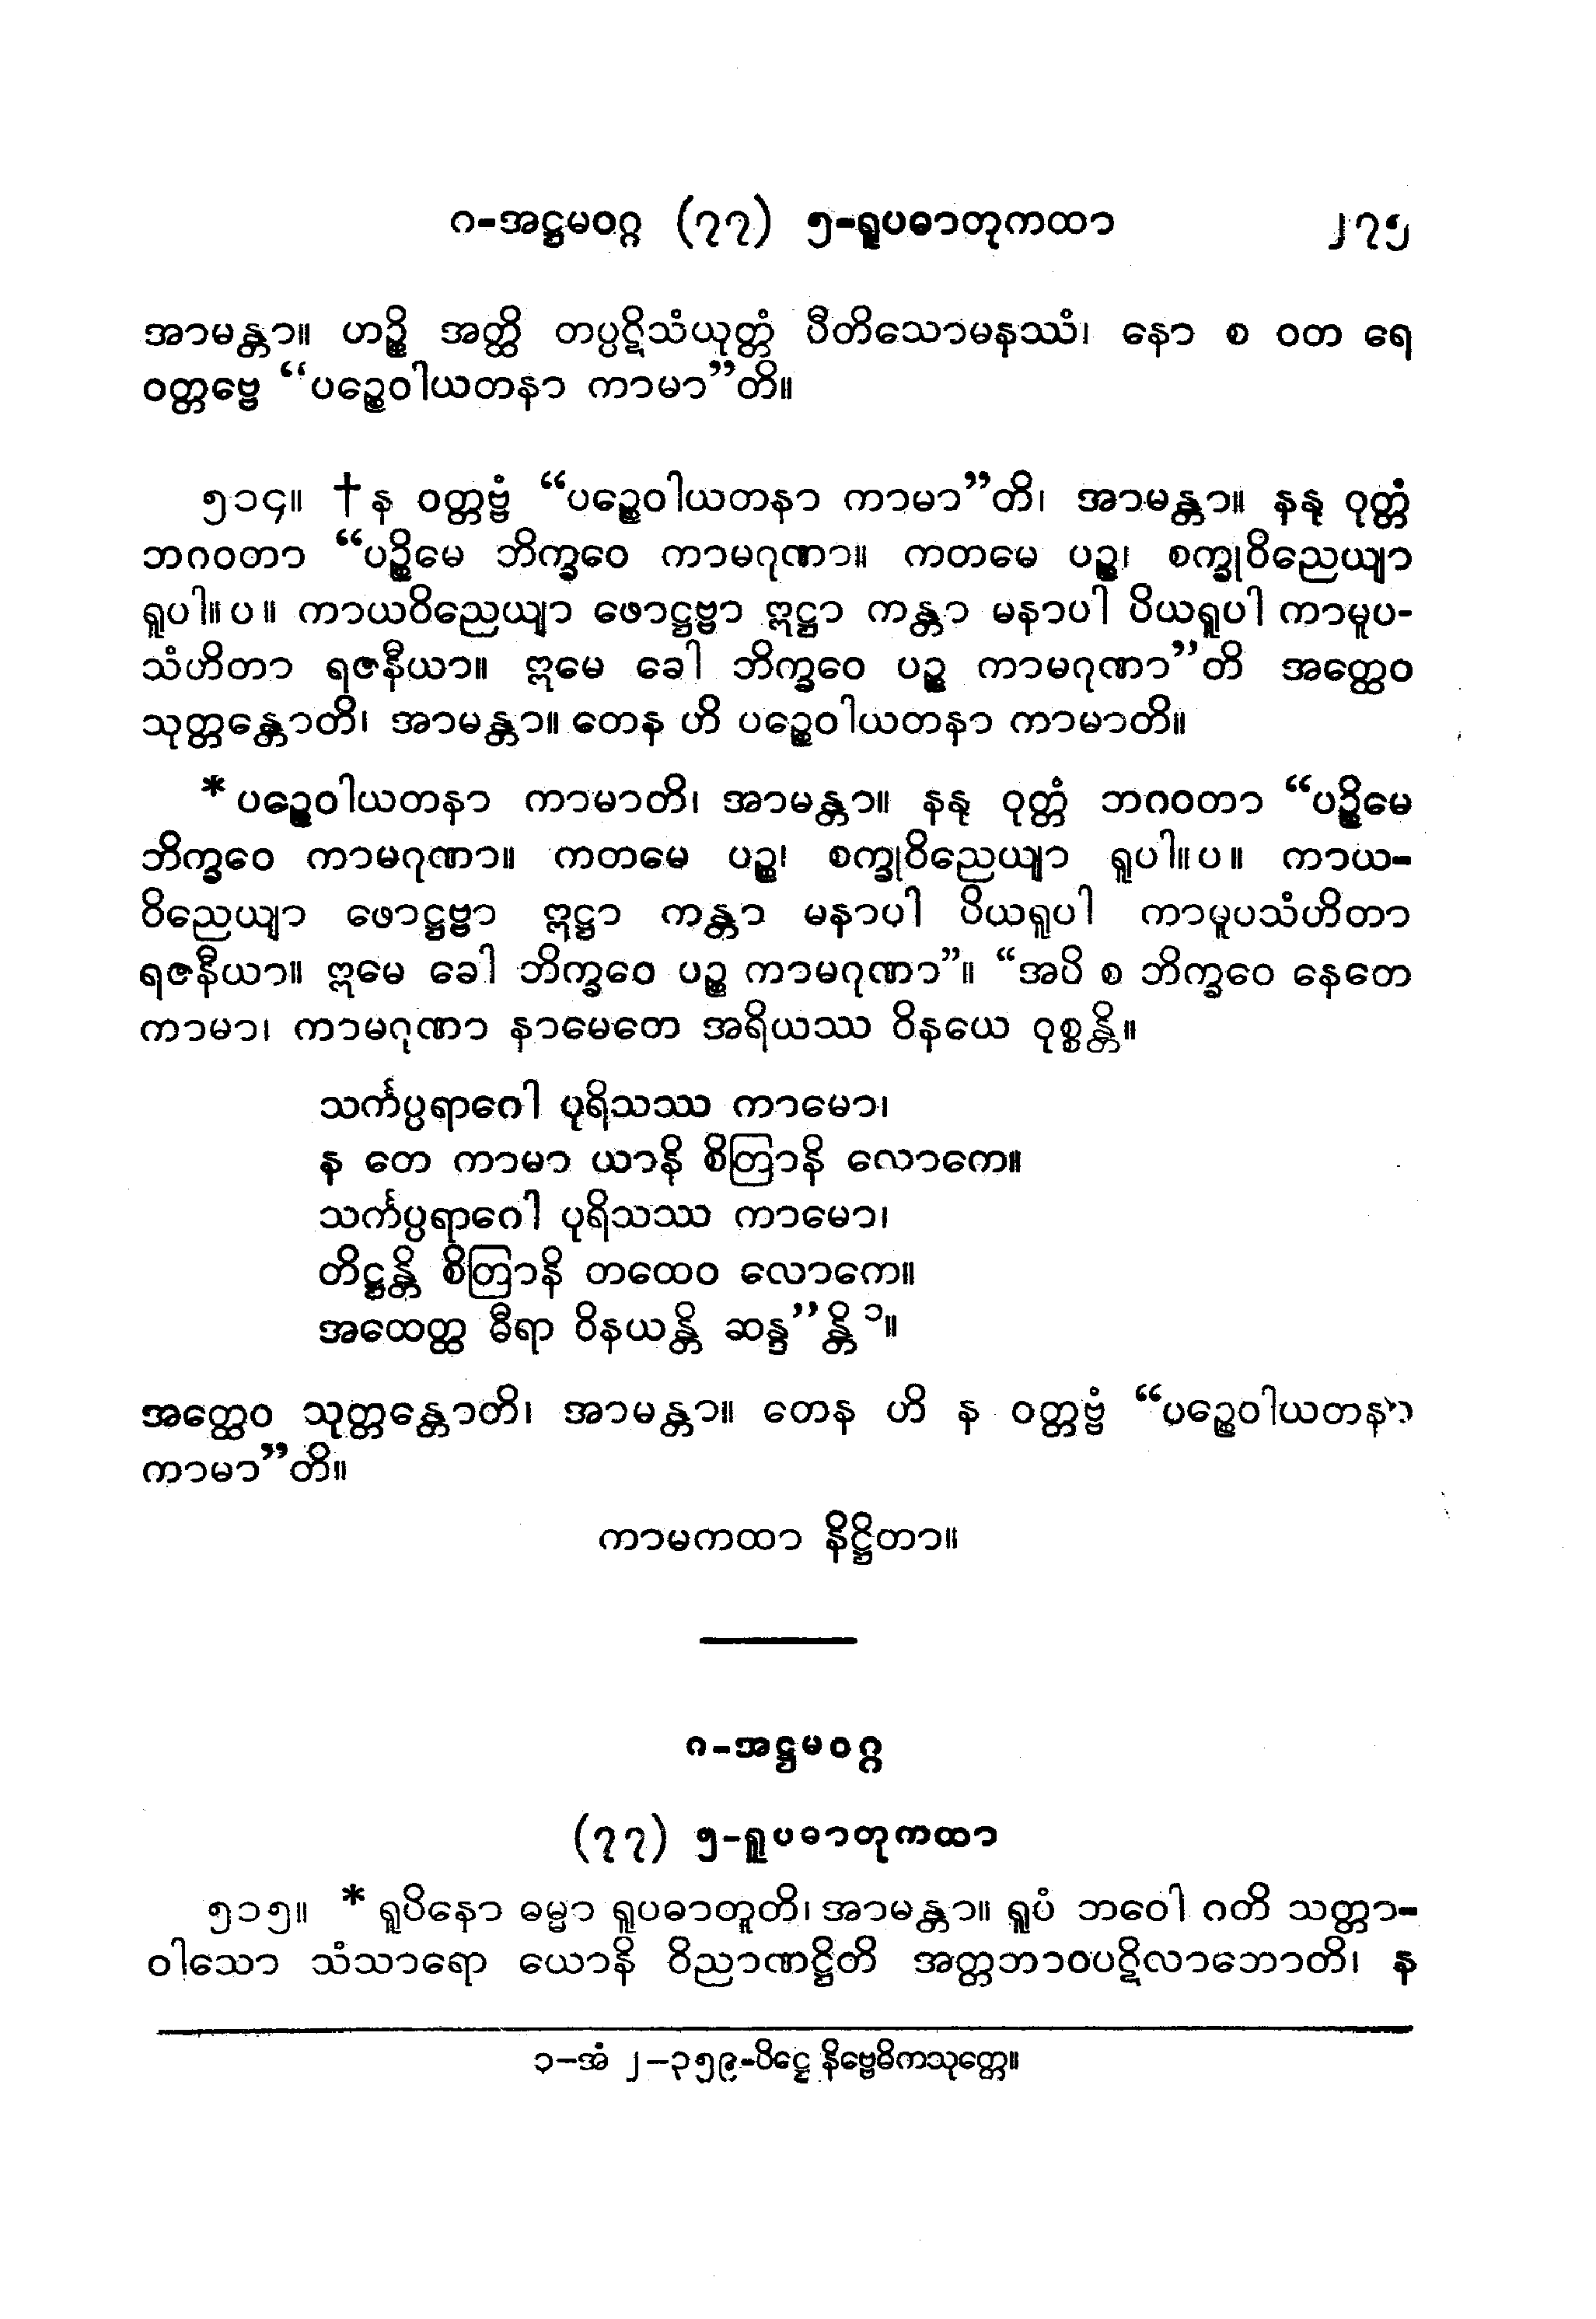 ဂ-အဋ္ဌမဝဂ္ဂ (၇၇) ၅-ရူပဓာတုကထာ ၂၇၅
အာမန္တာ။ ဟဉ္စိ အတ္ထိ တပ္ပဋိသံယုတ္တံ ပီတိသောမနဿံ၊ နော စ ဝတ ရေ
ဝတ္တဗ္ဗေ “ပဉ္စေဝါယတနာ ကာမာ”တိ။
၅၁၄။ †န ဝတ္တဗ္ဗံ “ပဉ္စေဝါယတနာ ကာမာ”တိ၊ အာမန္တာ။ နနု ဝုတ္တံ
ဘဂဝတာ “ပဉ္စိမေ ဘိက္ခဝေ ကာမဂုဏာ။ ကတမေ ပဉ္စ၊ စက္ခုဝိညေယျာ
ရူပါ။ပ။ ကာယဝိညေယျာ ဖောဋ္ဌဗ္ဗာ ဣဋ္ဌာ ကန္တာ မနာပါ ပိယရူပါ ကာမူပ-
သံဟိတာ ရဇနီယာ။ ဣမေ ခေါ ဘိက္ခဝေ ပဉ္စ ကာမဂုဏာ”တိ အတ္ထေဝ
သုတ္တန္တောတိ၊ အာမန္တာ။ တေန ဟိ ပဉ္စေဝါယတနာ ကာမာတိ။
*ပဉ္စေဝါယတနာ ကာမာတိ၊ အာမန္တာ။ နနု ဝုတ္တံ ဘဂဝတာ “ပဉ္စိမေ
ဘိက္ခဝေ ကာမဂုဏာ။ ကတမေ ပဉ္စ၊ စက္ခုဝိညေယျာ ရူပါ။ပ။ ကာယ-
ဝိညေယျာ ဖောဋ္ဌဗ္ဗာ ဣဋ္ဌာ ကန္တာ မနာပါ ပိယရူပါ ကာမူပသံဟိတာ
ရဇနီယာ။ ဣမေ ခေါ ဘိက္ခဝေ ပဉ္စ ကာမဂုဏာ”။ “အပိ စ ဘိက္ခဝေ နေတေ
ကာမာ၊ ကာမဂုဏာ နာမေတေ အရိယဿ ဝိနယေ ဝုစ္စန္တိ။
သင်္ကပ္ပရာဂေါ ပုရိသဿ ကာမော၊
န တေ ကာမာ ယာနိ စိတြာနိ လောကေ။
သင်္ကပ္ပရာဂေါ ပုရိသဿ ကာမော၊
တိဋ္ဌန္တိ စိတြာနိ တထေဝ လောကေ။
အထေတ္ထ ဓီရာ ဝိနယန္တိ ဆန္ဒ”န္တိ ၁။
အတ္ထေဝ သုတ္တန္တောတိ၊ အာမန္တာ။ တေန ဟိ န ဝတ္တဗ္ဗံ “ပဉ္စေဝါယတနာ
ကာမာ”တိ။
ကာမကထာ နိဋ္ဌိတာ။
ဂ-အဋ္ဌမဝဂ္ဂ
(၇၇) ၅-ရူပဓာတုကထာ
၅၁၅။ *ရူပိနော ဓမ္မာ ရူပဓာတူတိ၊ အာမန္တာ။ ရူပံ ဘဝေါ ဂတိ သတ္တာ-
ဝါသော သံသာရော ယောနိ ဝိညာဏဋ္ဌိတိ အတ္တဘာဝပဋိလာဘောတိ၊ န
၁-အံ ၂-၃၅၉-ပိဋ္ဌေ နိဗ္ဗေဓိကသုတ္တေ။